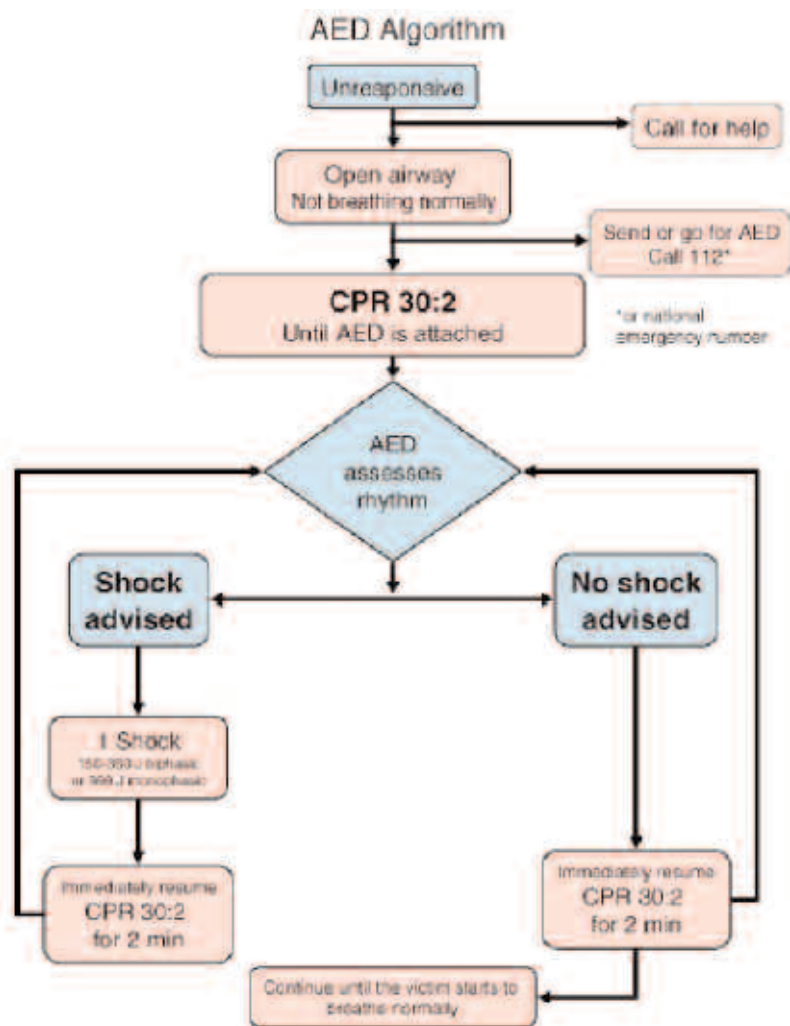 AED Algorithm
Unresponsive
Call for help
Open airway
Not breathing normally
Send or go for AED
Call 112*
CPR 30:2
Until AED is attached
*or national
emergency number
AED
assesses
rhythm
Shock
advised
No shock
advised
1 Shock
biphasic
or J monophasic
Immediately resume
CPR 30:2
for 2 min
Immediately resume
CPR 30:2
for 2 min
Continue until the victim starts to
breathe normally